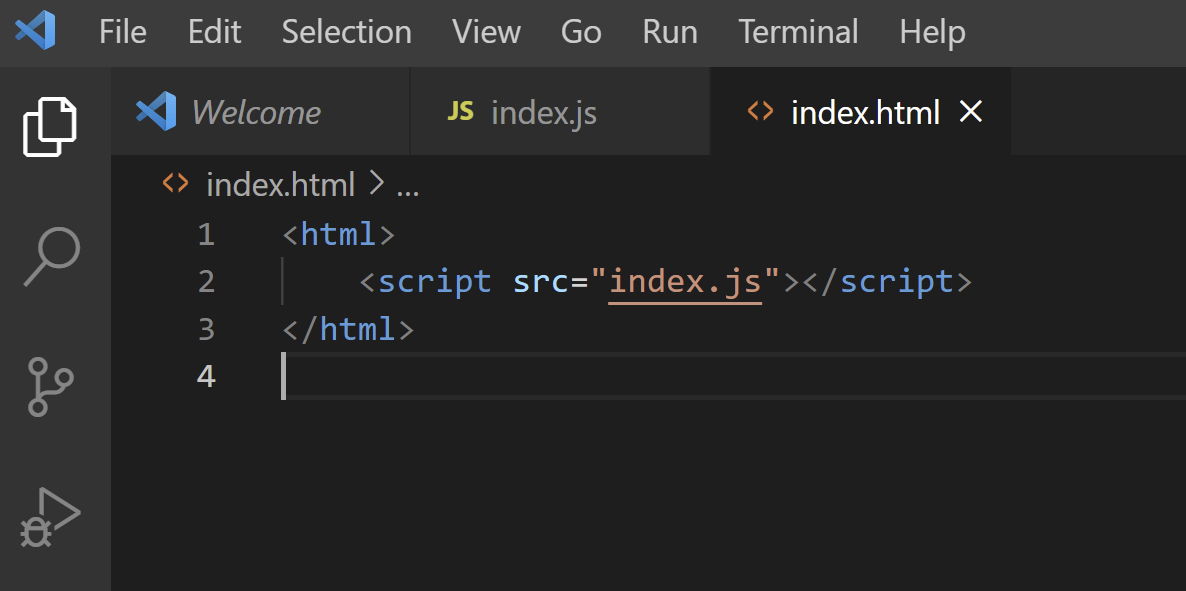 File Edit Selection View Go Run Terminal Help
Welcome JS index.js <> index.html ×
<> index.html > ...
1 <html>
2 <script src="index.js"></script>
3 </html>
4